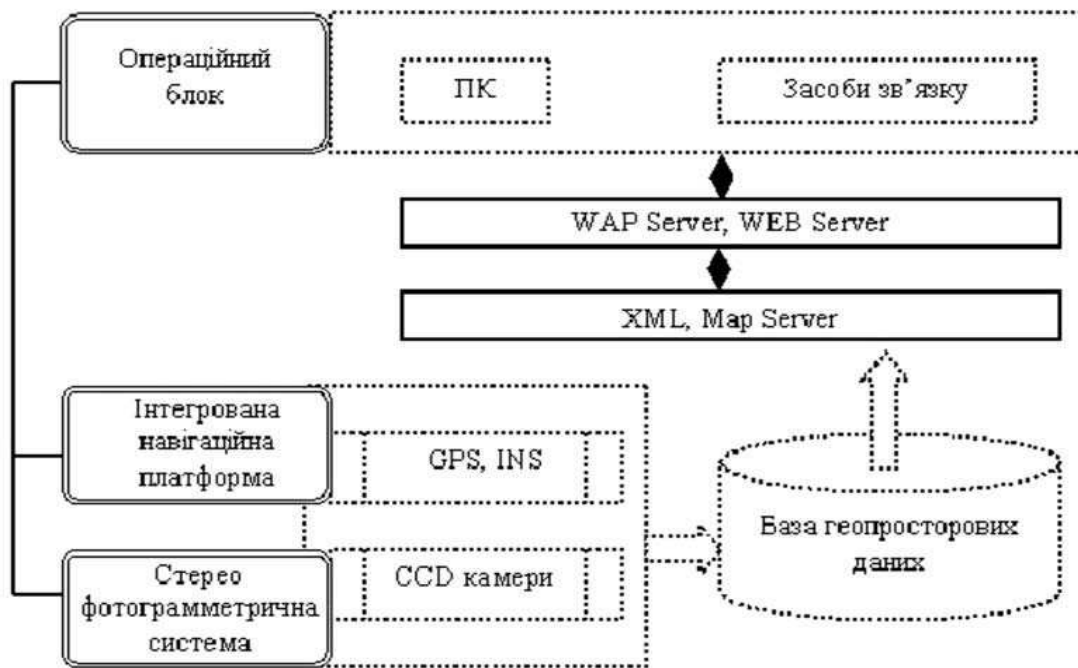 Операційний
блок
ПК
Засоби зв’язку
WAP Server, WEB Server
XML, Map Server
Інтегрована
навігаційна
платформа
GPS, INS
База геопросторових
даних
Стерео
фотограмметрична
система
CCD камери